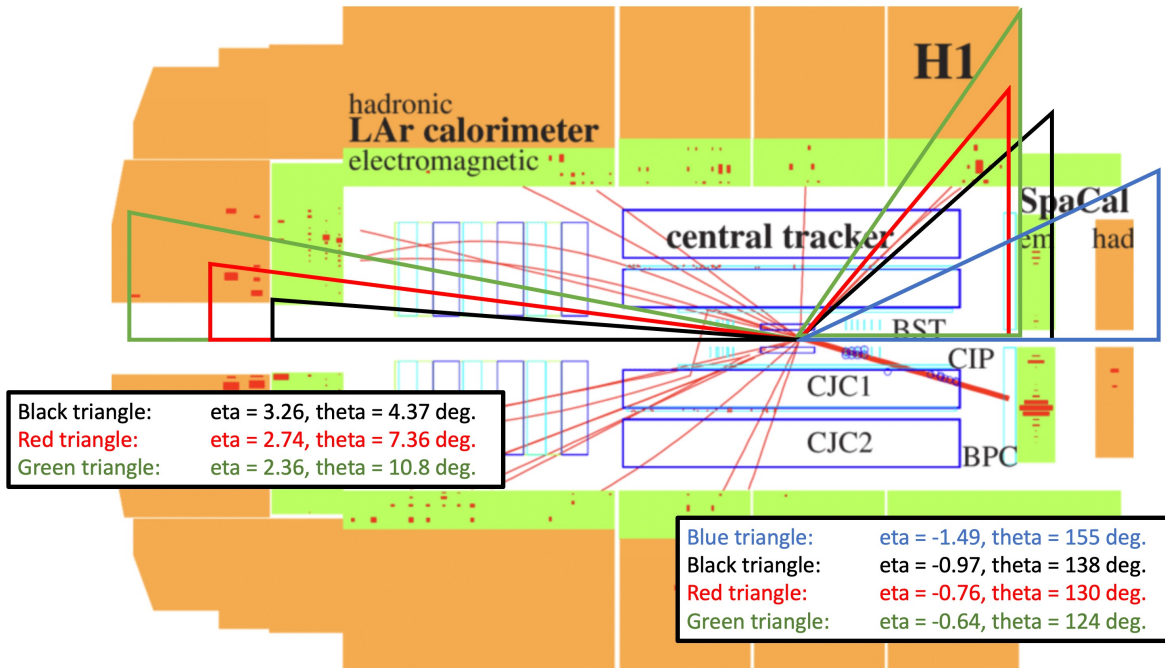 H1
hadronic
LAr calorimeter
electromagnetic
SpaCal
em had
central tracker
BST
CIP
CJC1
CJC2
BPC
Black triangle: eta = 3.26, theta = 4.37 deg.
Red triangle: eta = 2.74, theta = 7.36 deg.
Green triangle: eta = 2.36, theta = 10.8 deg.
Blue triangle: eta = -1.49, theta = 155 deg.
Black triangle: eta = -0.97, theta = 138 deg.
Red triangle: eta = -0.76, theta = 130 deg.
Green triangle: eta = -0.64, theta = 124 deg.